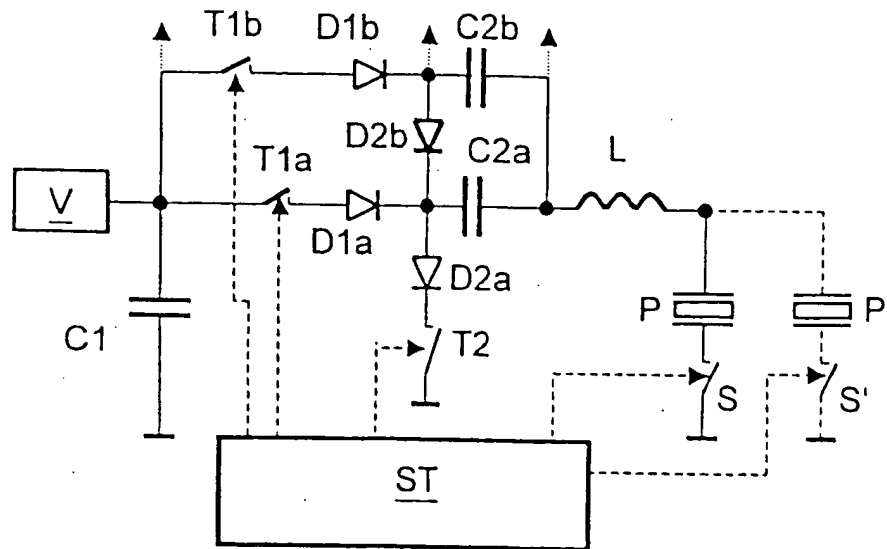 T1b D1b C2b
D2b
T1a C2a L
V
D1a
D2a
P P
C1 T2
S S'
ST